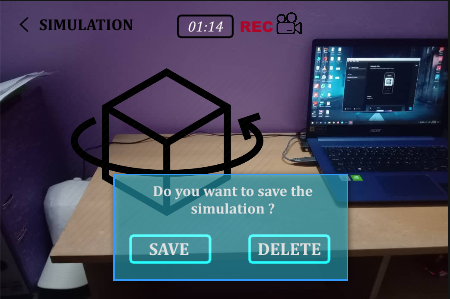 SIMULATION
01:14
REC
Do you want to save the
simulation ?
SAVE
DELETE